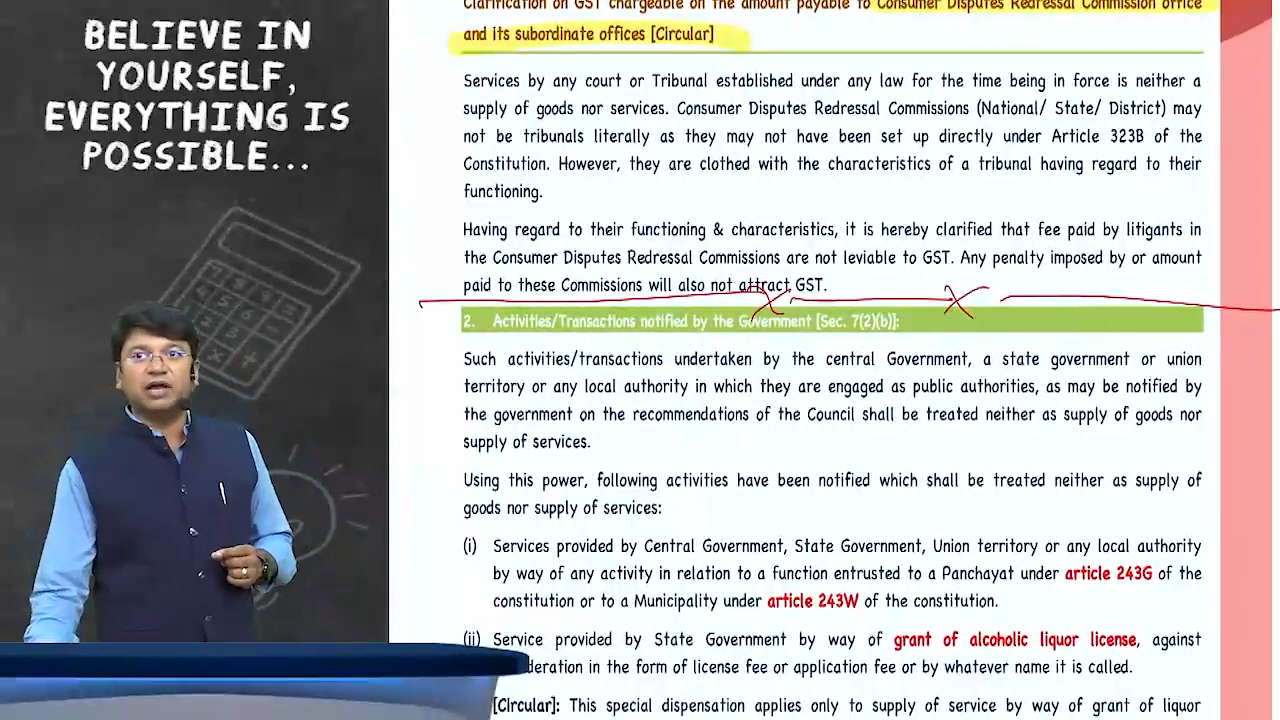 BELIEVE IN
YOURSELF,
EVERYTHING IS
POSSIBLE...
Clarification on GST chargeable on the amount payable to Consumer Disputes Redressal Commission office
and its subordinate offices [Circular]
Services by any court or Tribunal established under any law for the time being in force is neither a
supply of goods nor services. Consumer Disputes Redressal Commissions (National/ State/ District) may
not be tribunals literally as they may not have been set up directly under Article 323B of the
Constitution. However, they are clothed with the characteristics of a tribunal having regard to their
functioning.
Having regard to their functioning & characteristics, it is hereby clarified that fee paid by litigants in
the Consumer Disputes Redressal Commissions are not leviable to GST. Any penalty imposed by or amount
paid to these Commissions will also not attract GST.
2. Activities/Transactions notified by the Government [Sec. 7(2)(b)]:
Such activities/transactions undertaken by the central Government, a state government or union
territory or any local authority in which they are engaged as public authorities, as may be notified by
the government on the recommendations of the Council shall be treated neither as supply of goods nor
supply of services.
Using this power, following activities have been notified which shall be treated neither as supply of
goods nor supply of services:
(i) Services provided by Central Government, State Government, Union territory or any local authority
by way of any activity in relation to a function entrusted to a Panchayat under article 243G of the
constitution or to a Municipality under article 243W of the constitution.
(ii) Service provided by State Government by way of grant of alcoholic liquor license, against
deration in the form of license fee or application fee or by whatever name it is called.
[Circular]: This special dispensation applies only to supply of service by way of grant of liquor